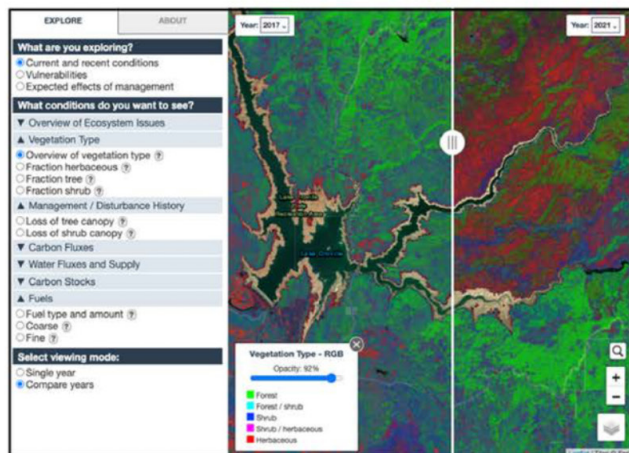 EXPLORE
ABOUT
What are you exploring?
Current and recent conditions
Vulnerabilities
Expected effects of management
What conditions do you want to see?
▼ Overview of Ecosystem Issues
▲ Vegetation Type
Overview of vegetation type ?
Fraction herbaceous ?
Fraction tree ?
Fraction shrub ?
▲ Management / Disturbance History
Loss of tree canopy ?
Loss of shrub canopy ?
▼ Carbon Fluxes
▼ Water Fluxes and Supply
▼ Carbon Stocks
▲ Fuels
Fuel type and amount ?
Coarse ?
Fine ?
Select viewing mode:
Single year
Compare years
Year: 2017
Year: 2021
Vegetation Type - RGB
Opacity: 92%
Forest
Forest / shrub
Shrub
Shrub / herbaceous
Herbaceous
+
−